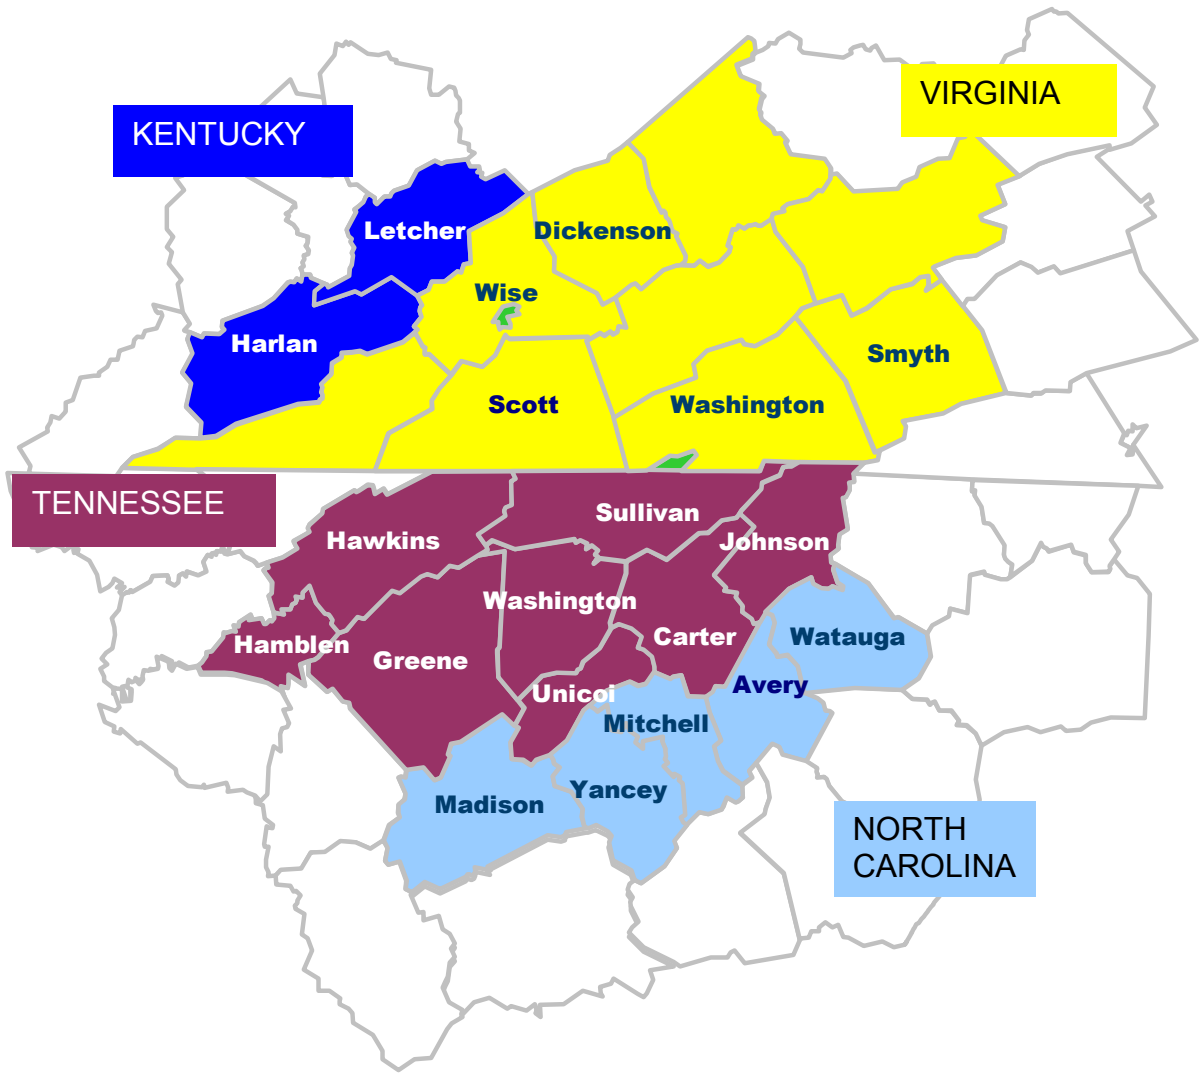 VIRGINIA
KENTUCKY
Letcher
Dickenson
Wise
Harlan
Smyth
Scott
Washington
TENNESSEE
Sullivan
Hawkins
Johnson
Washington
Carter
Watauga
Hamblen
Greene
Avery
Unicoi
Mitchell
Yancey
Madison
NORTH
CAROLINA